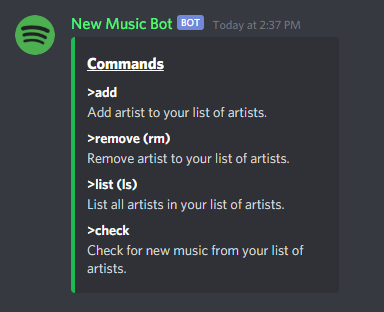 New Music Bot BOT Today at 2:37 PM
Commands
>add
Add artist to your list of artists.
>remove (rm)
Remove artist to your list of artists.
>list (ls)
List all artists in your list of artists.
>check
Check for new music from your list of
artists.